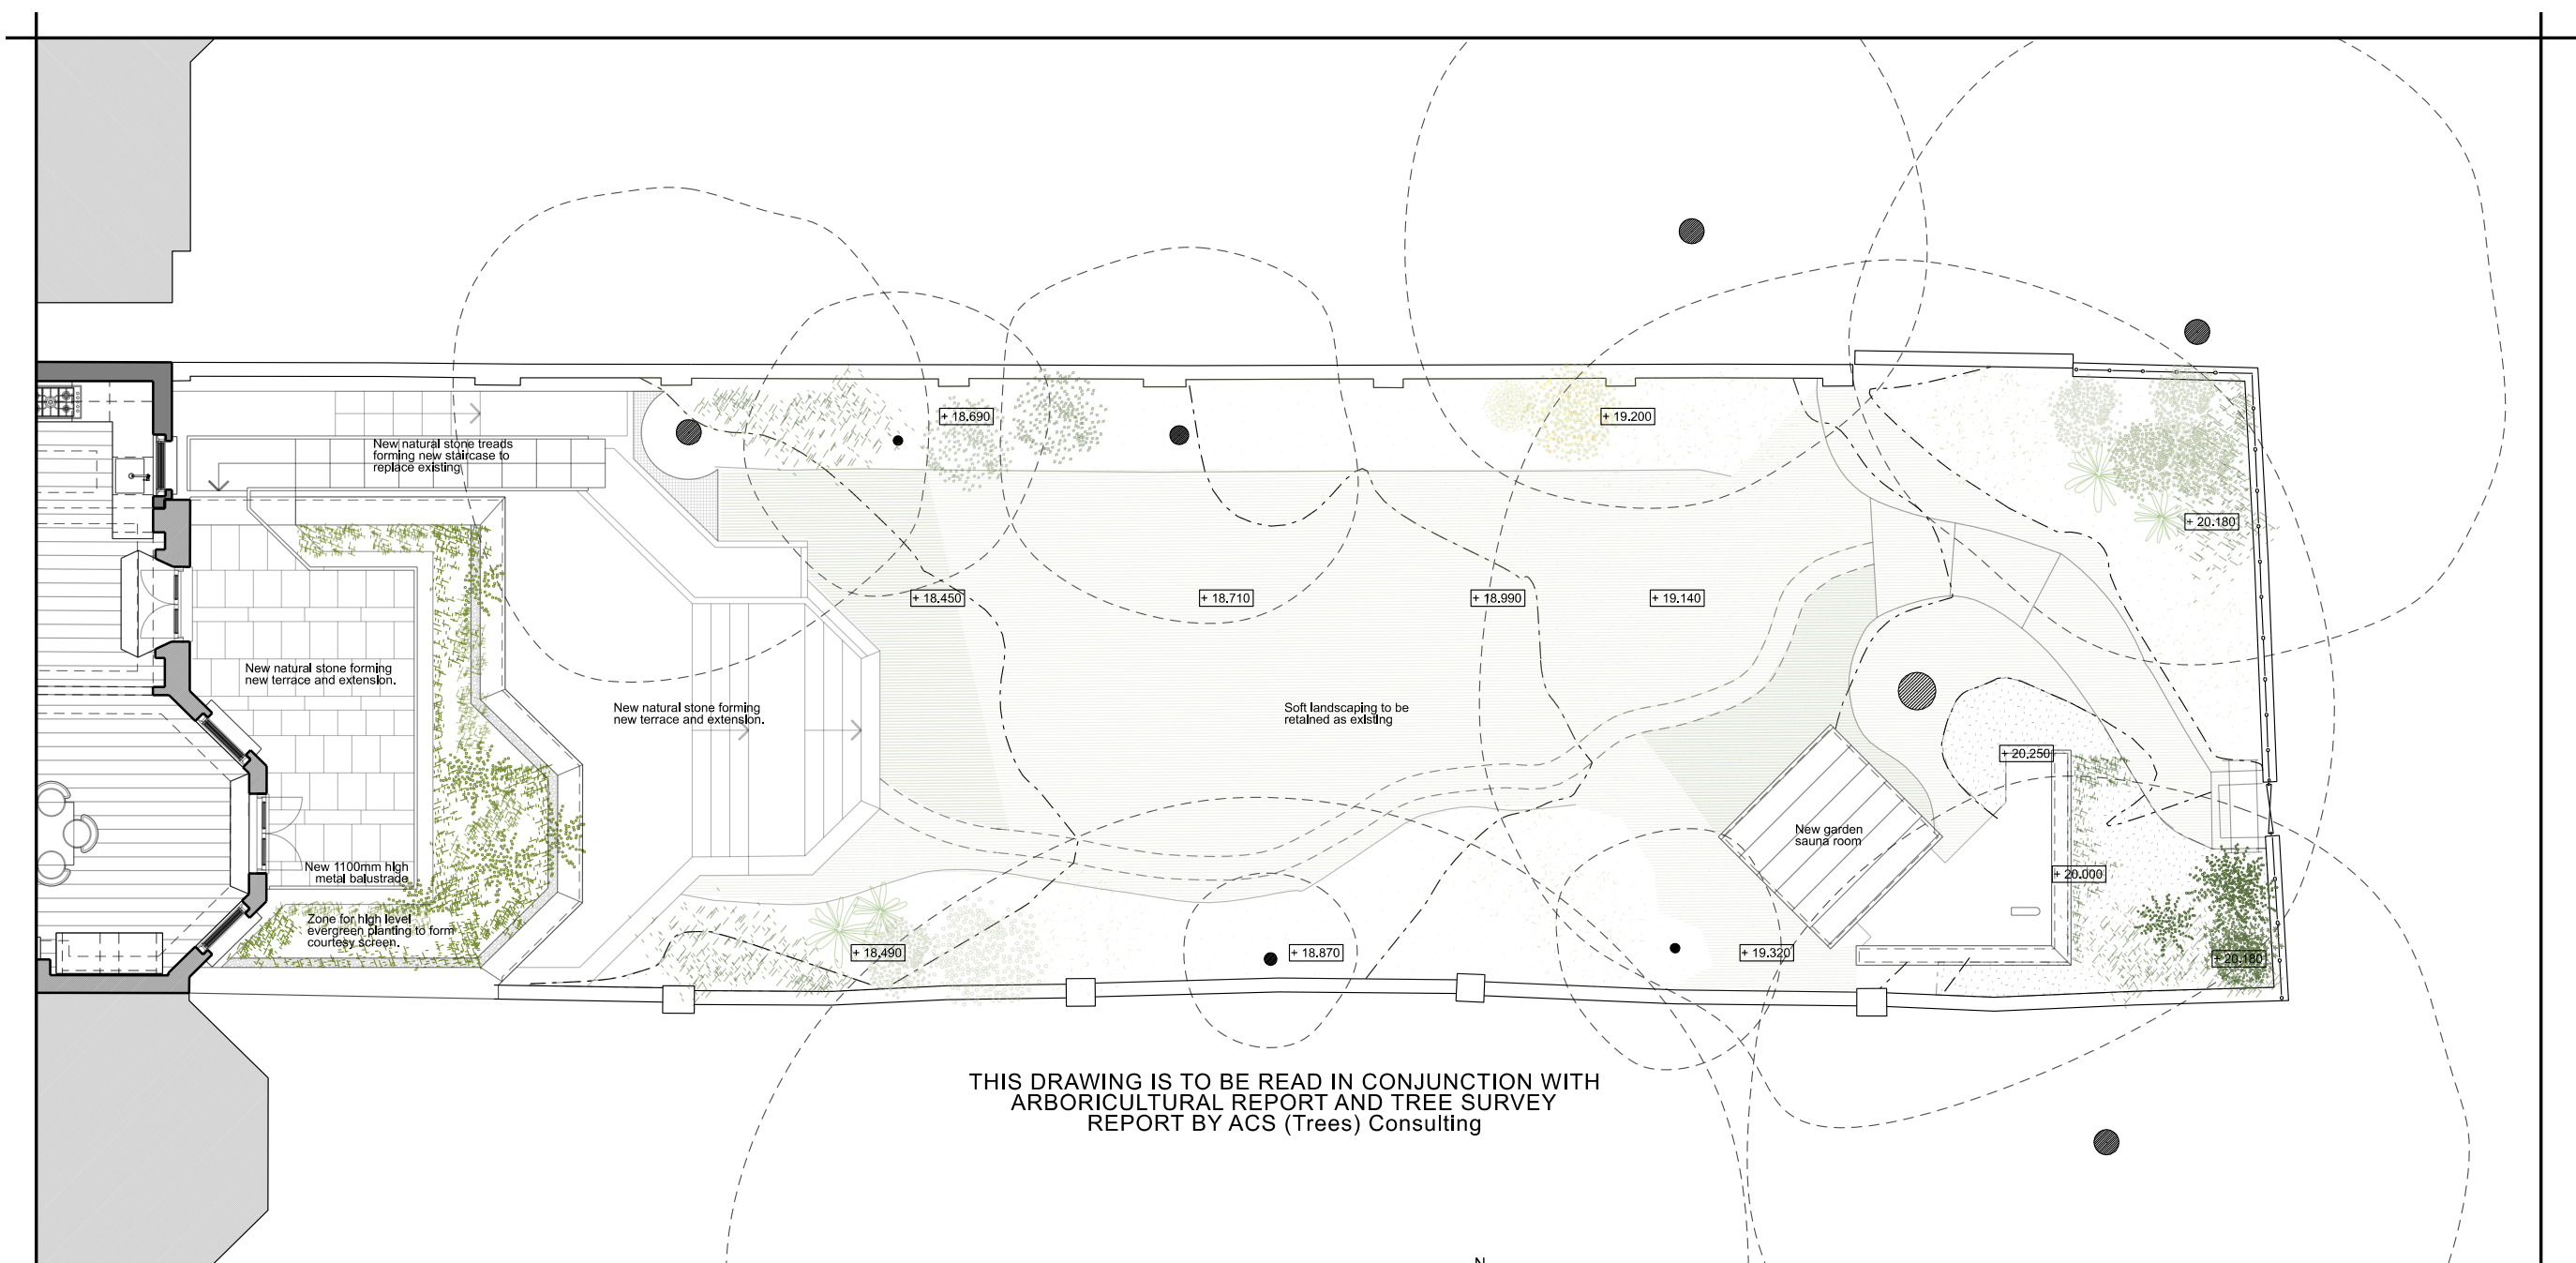 + 18.690
+ 19.200
New natural stone treads
forming new staircase to
replace existing
+ 20.180
+ 18.450
+ 18.710
+ 18.990
+ 19.140
New natural stone forming
new terrace and extension.
New natural stone forming
new terrace and extension.
Soft landscaping to be
retained as existing
+ 20.250
New garden
sauna room
New 1100mm high
metal balustrade
+ 20.000
Zone for high level
evergreen planting to form
courtesy screen.
+ 18.490
+ 18.870
+ 19.320
+ 20.180
THIS DRAWING IS TO BE READ IN CONJUNCTION WITH
ARBORICULTURAL REPORT AND TREE SURVEY
REPORT BY ACS (Trees) Consulting
N